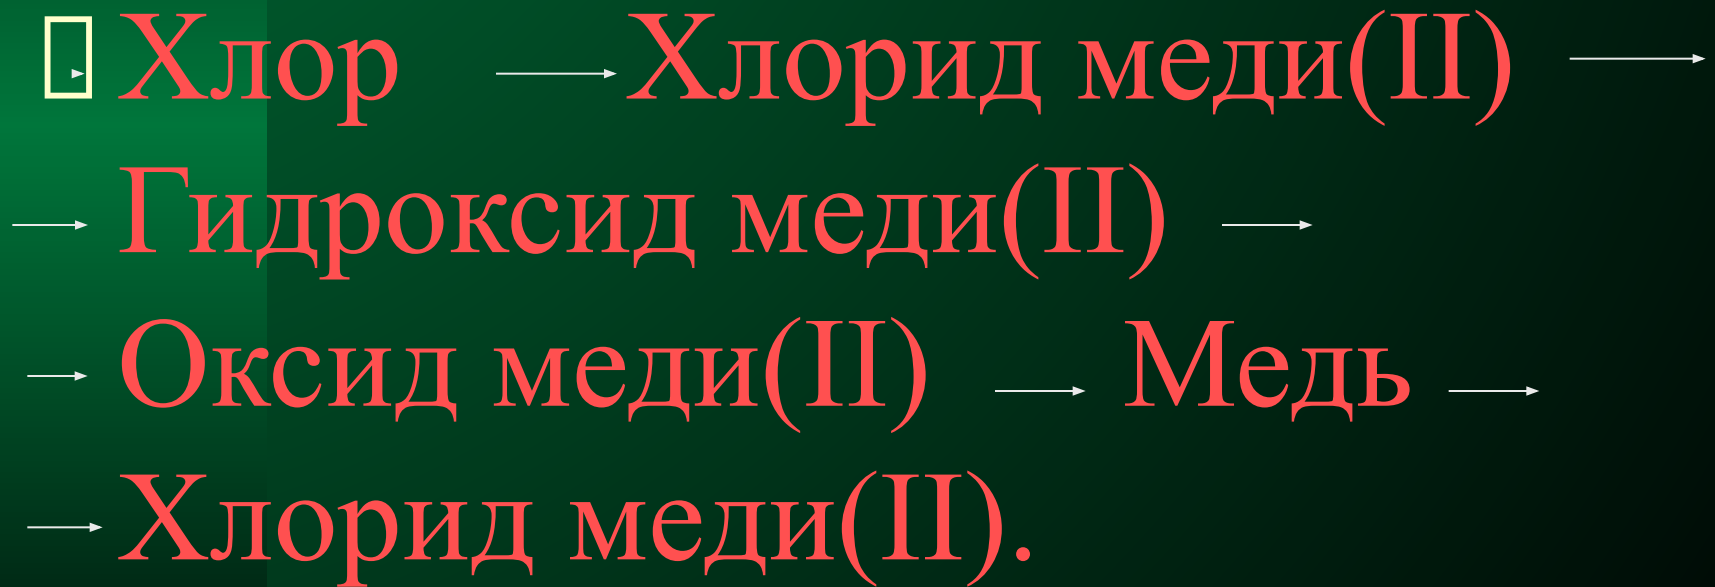 Хлор → Хлорид меди(II) →
→ Гидроксид меди(II) →
→ Оксид меди(II) → Медь →
→ Хлорид меди(II).